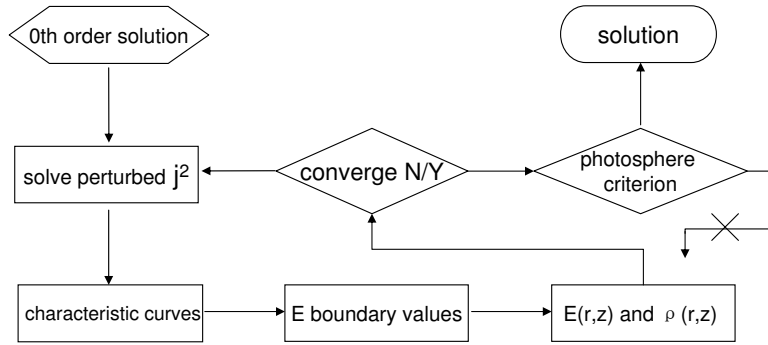 0th order solution
solution
solve perturbed j²
converge N/Y
photosphere
criterion
characteristic curves
E boundary values
E(r,z) and ρ(r,z)